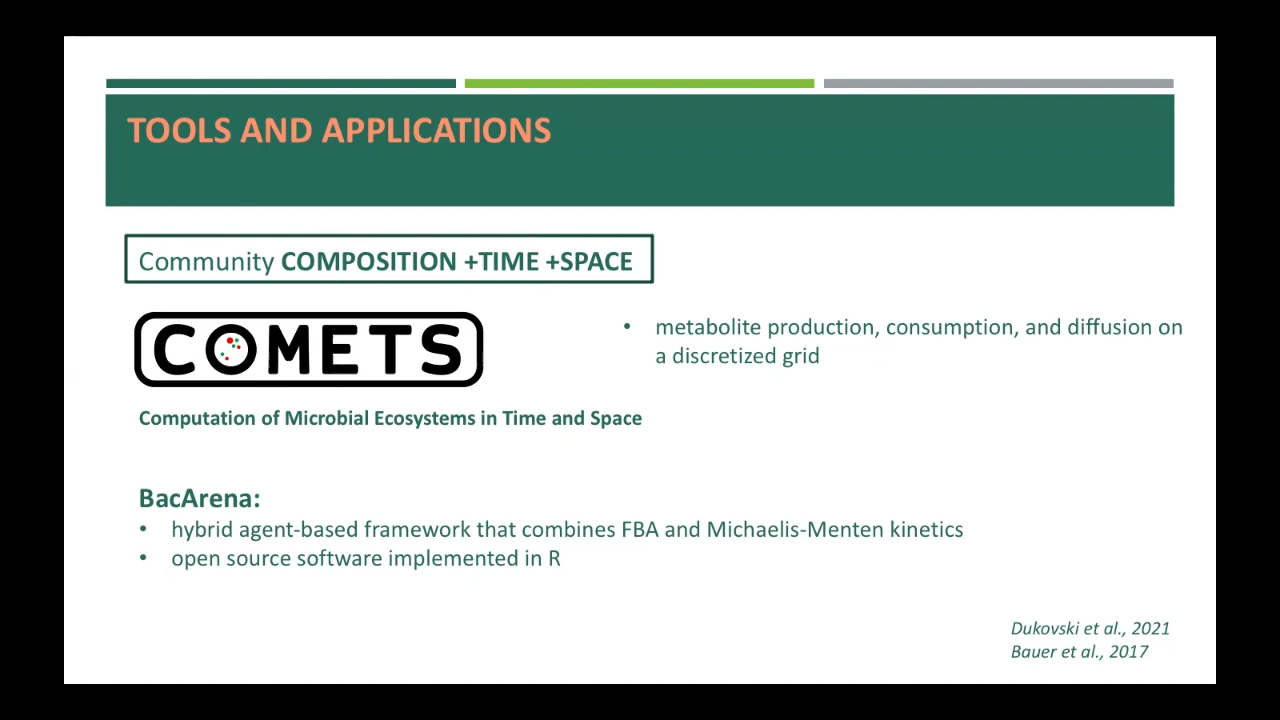 TOOLS AND APPLICATIONS
Community COMPOSITION +TIME +SPACE
COMETS
• metabolite production, consumption, and diffusion on
a discretized grid
Computation of Microbial Ecosystems in Time and Space
BacArena:
• hybrid agent-based framework that combines FBA and Michaelis-Menten kinetics
• open source software implemented in R
Dukovski et al., 2021
Bauer et al., 2017